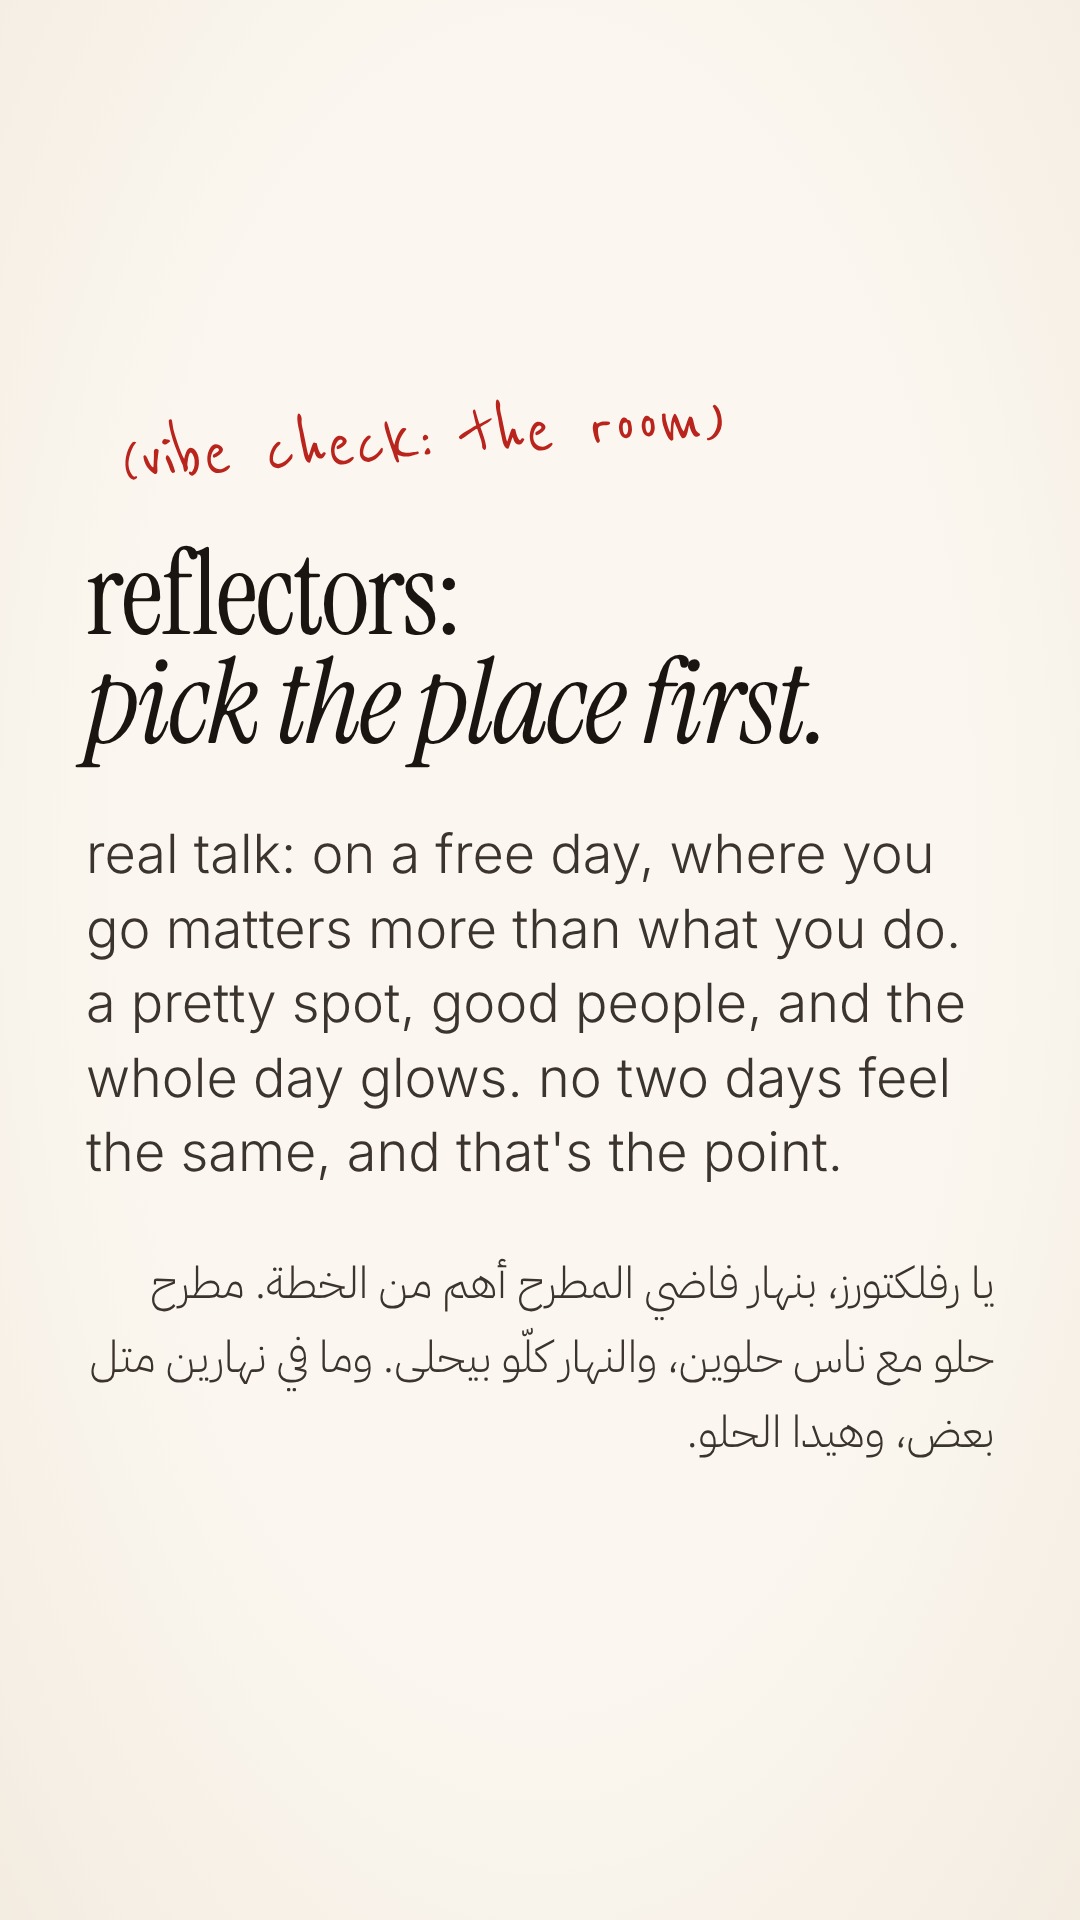 (vibe check: the room)
reflectors:
pick the place first.
real talk: on a free day, where you
go matters more than what you do.
a pretty spot, good people, and the
whole day glows. no two days feel
the same, and that's the point.
يا رفلكتورز، بنهار فاضي المطرح أهم من الخطة. مطرح
حلو مع ناس حلوين، والنهار كلّو بيحلى. وما في نهارين متل
بعض، وهيدا الحلو.